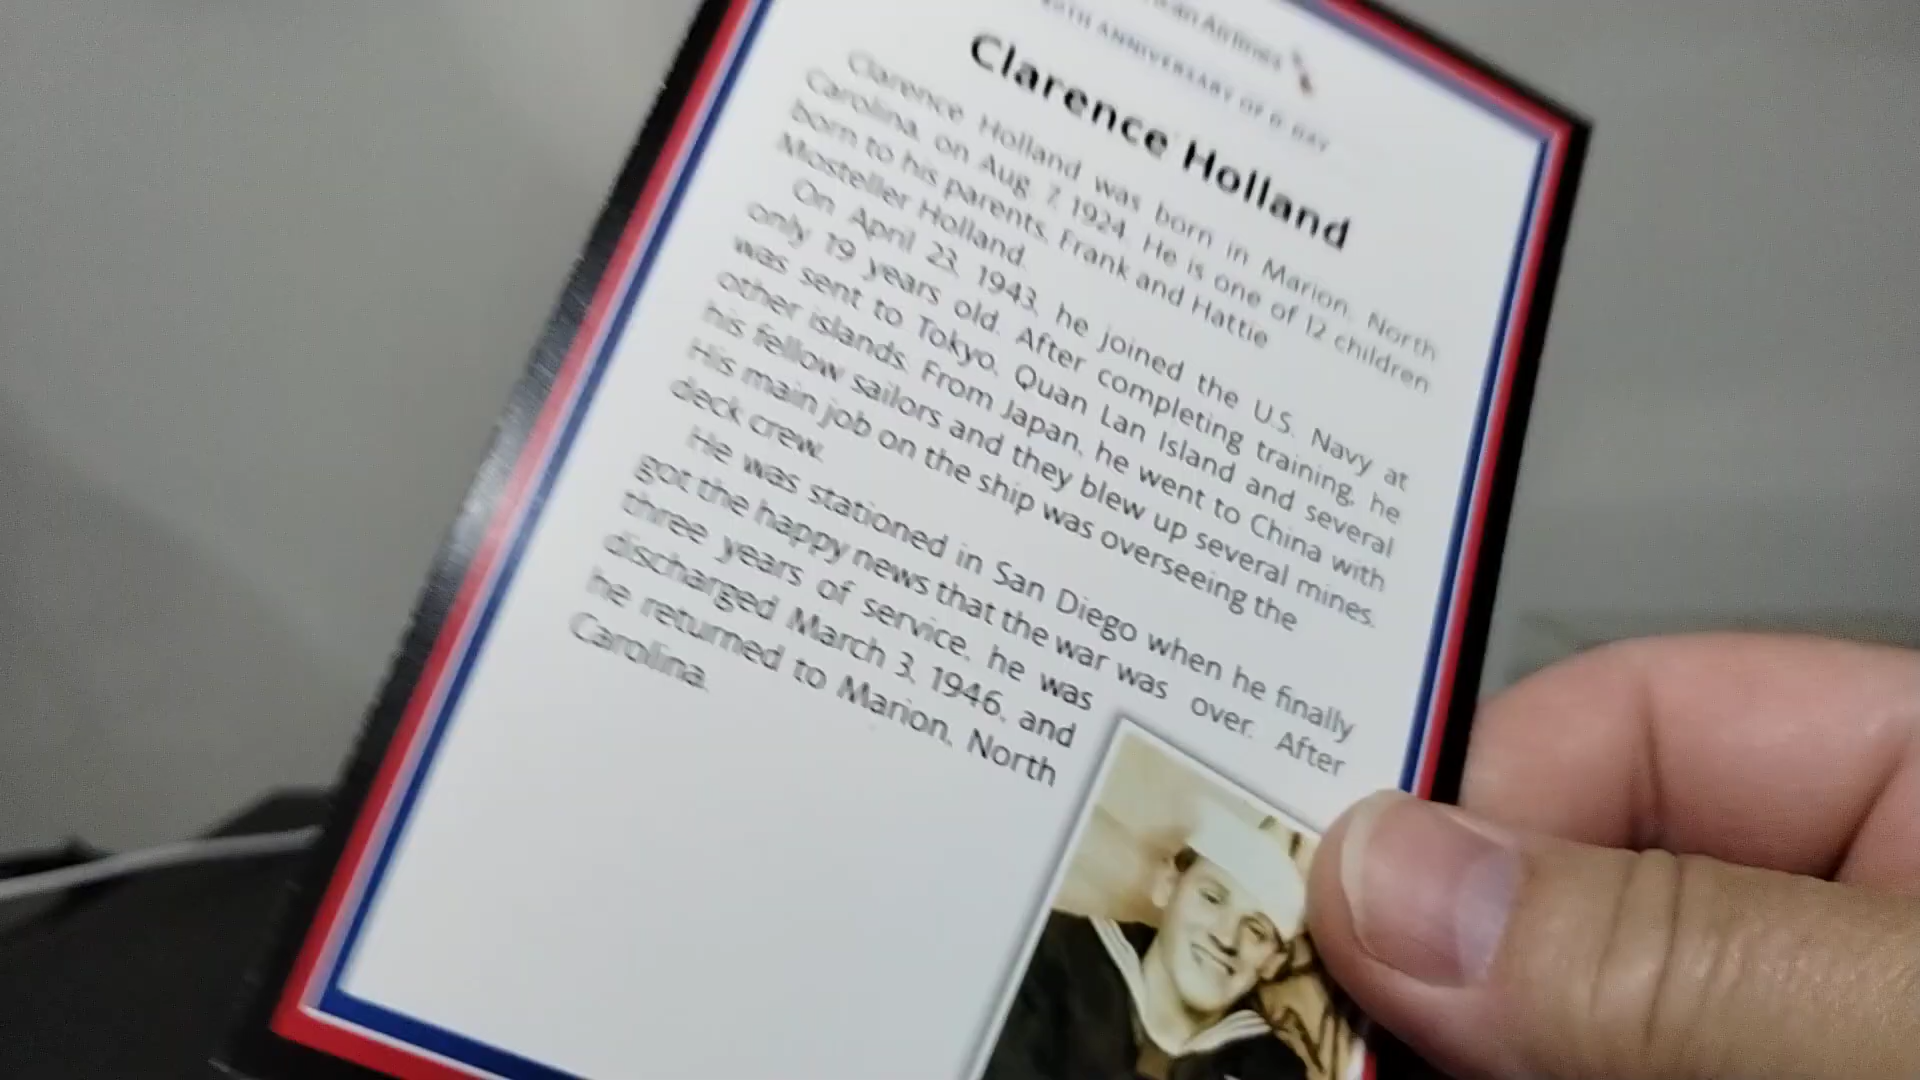 Airlines
ANNIVERSARY OF D-DAY
Clarence Holland
Clarence Holland was born in Marion, North
Carolina, on Aug. 7, 1924. He is one of 12 children
born to his parents, Frank and Hattie
Mosteller Holland.
On April 23, 1943, he joined the U.S. Navy at
only 19 years old. After completing training, he
was sent to Tokyo, Quan Lan Island and several
other islands. From Japan, he went to China with
his fellow sailors and they blew up several mines.
His main job on the ship was overseeing the
deck crew.
He was stationed in San Diego when he finally
got the happy news that the war was over. After
three years of service, he was
discharged March 3, 1946, and
he returned to Marion, North
Carolina.